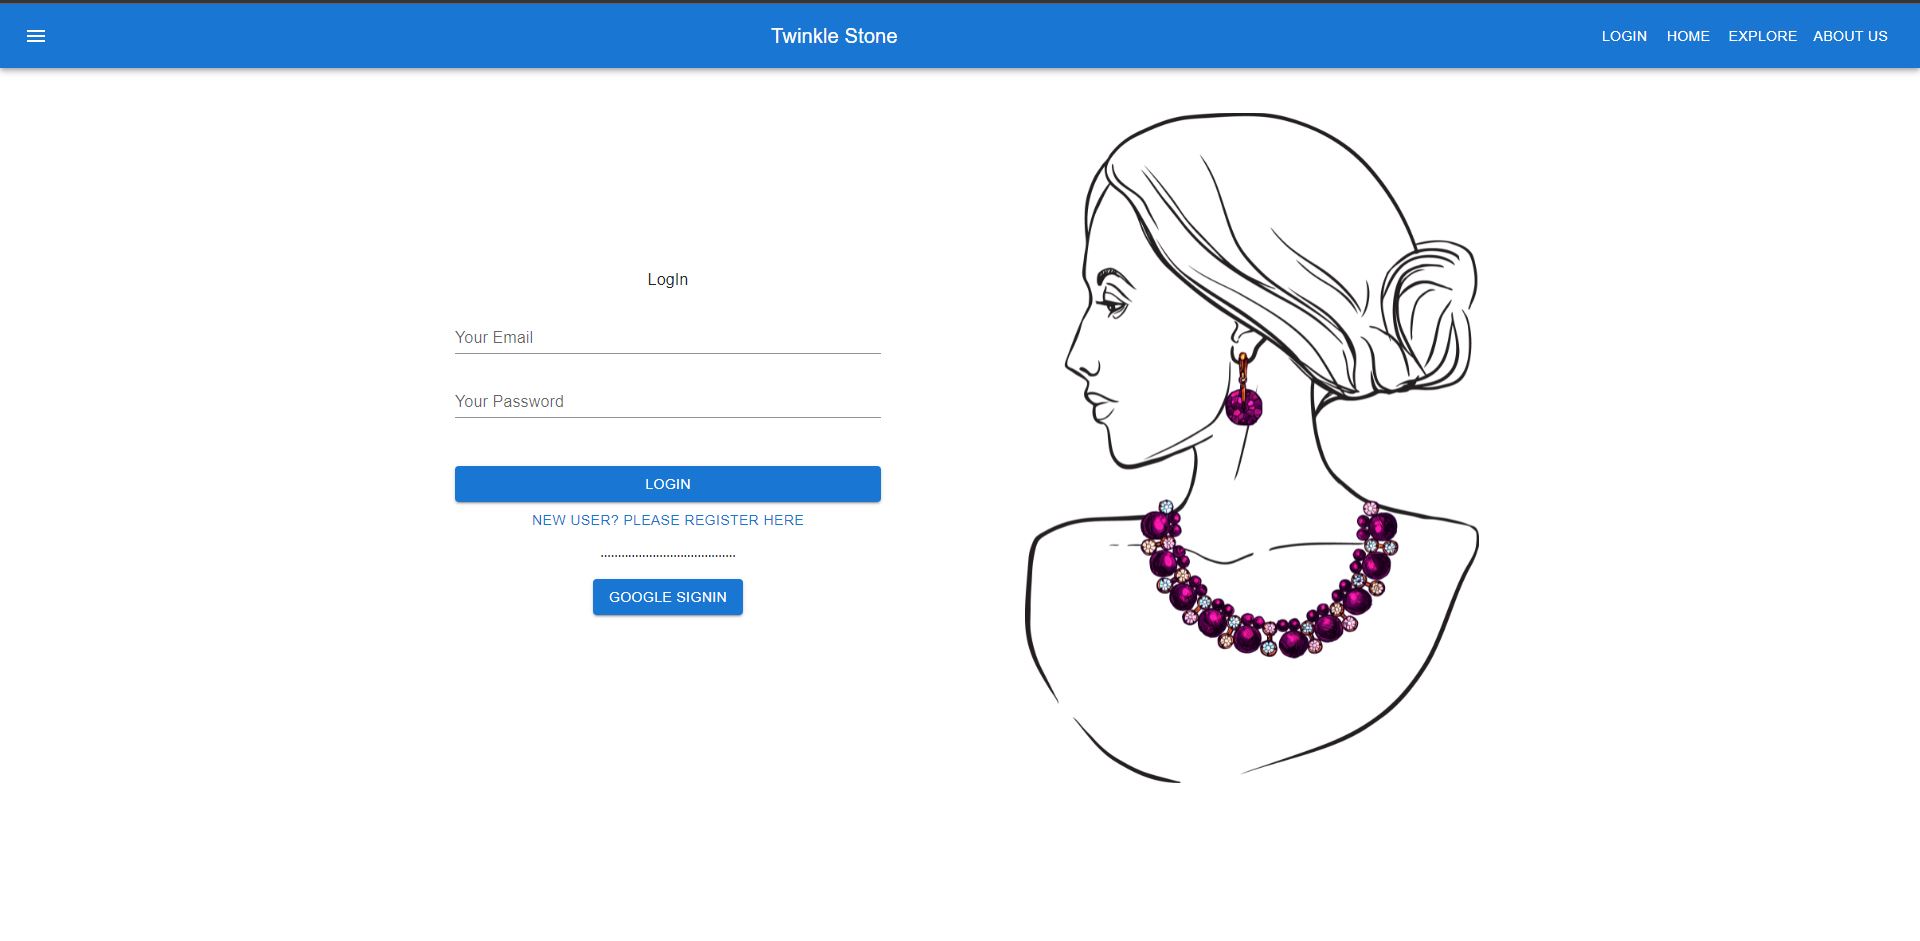 Twinkle Stone
LOGIN HOME EXPLORE ABOUT US
LogIn
Your Email
Your Password
LOGIN
NEW USER? PLEASE REGISTER HERE
.......................................
GOOGLE SIGNIN